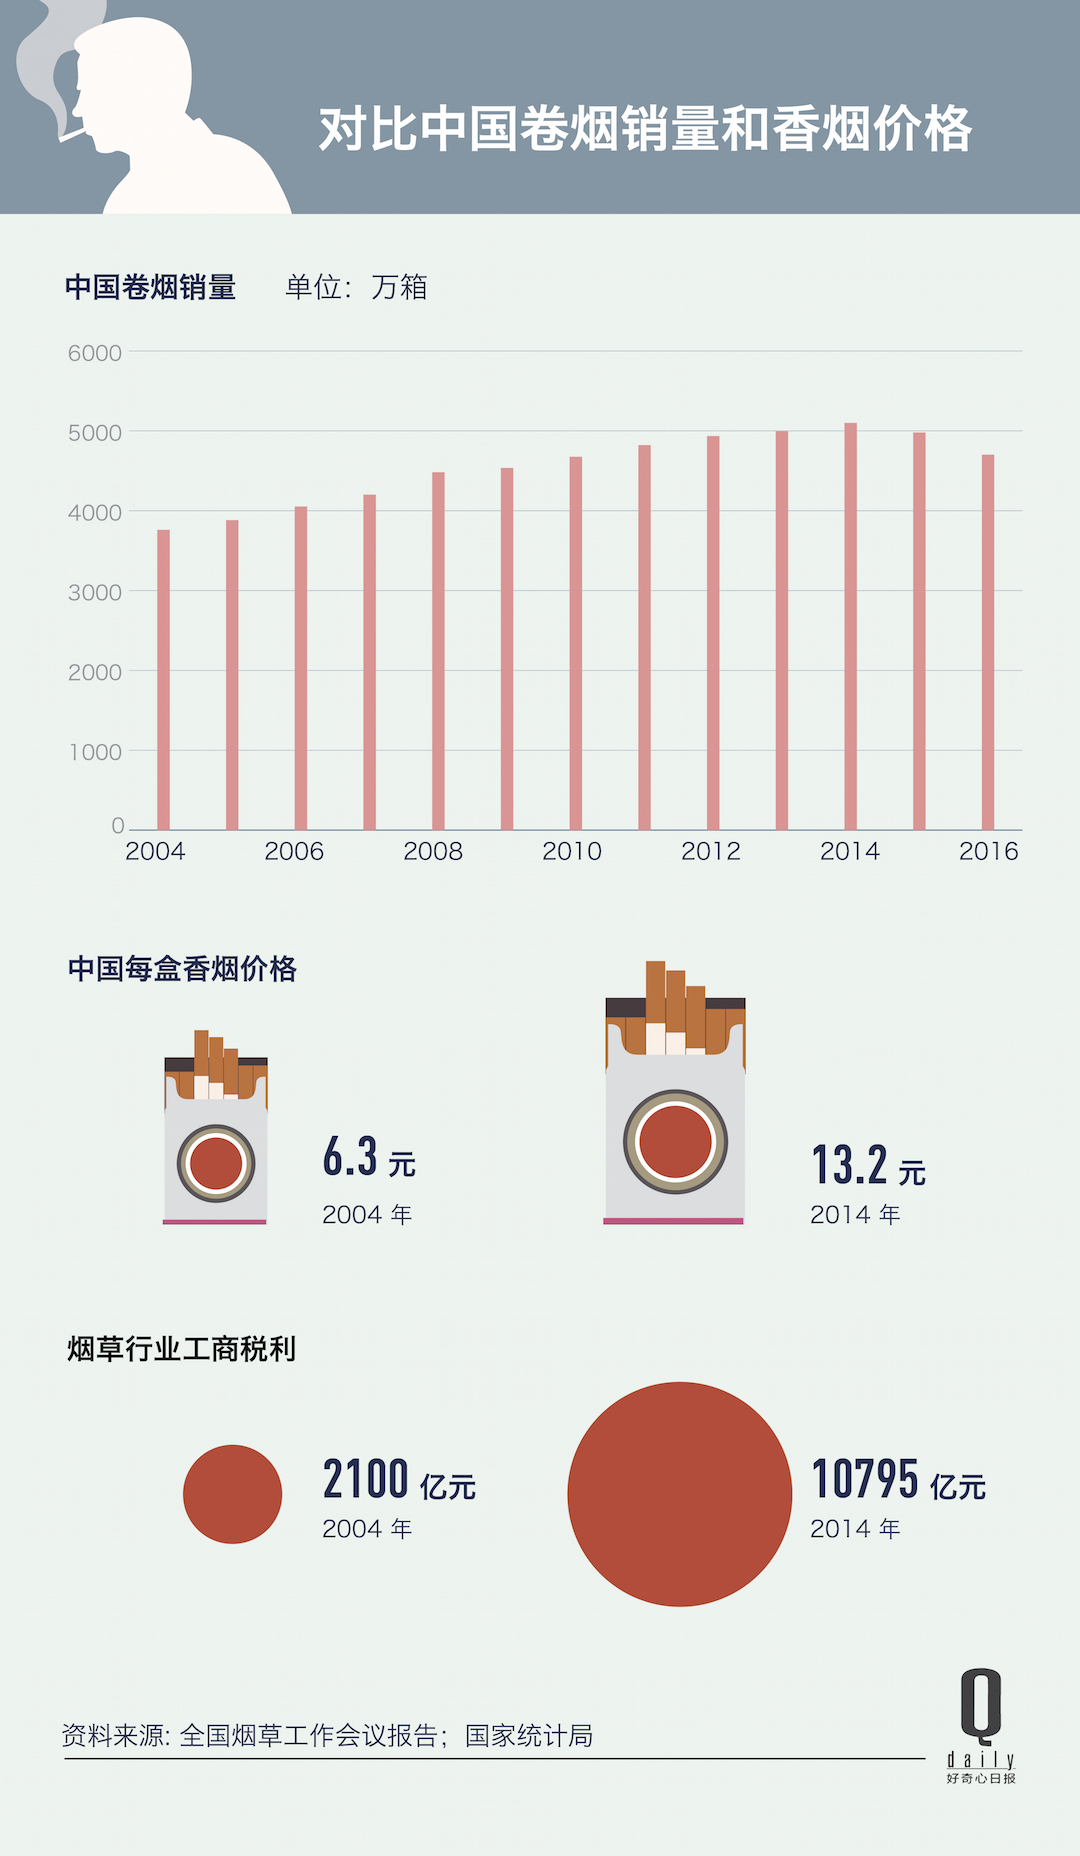 对比中国卷烟销量和香烟价格
中国卷烟销量 单位：万箱
6000
5000
4000
3000
2000
1000
0
2004 2006 2008 2010 2012 2014 2016
中国每盒香烟价格
6.3 元
2004 年
13.2 元
2014 年
烟草行业工商税利
2100 亿元
2004 年
10795 亿元
2014 年
资料来源: 全国烟草工作会议报告；国家统计局
Q
daily
好奇心日报